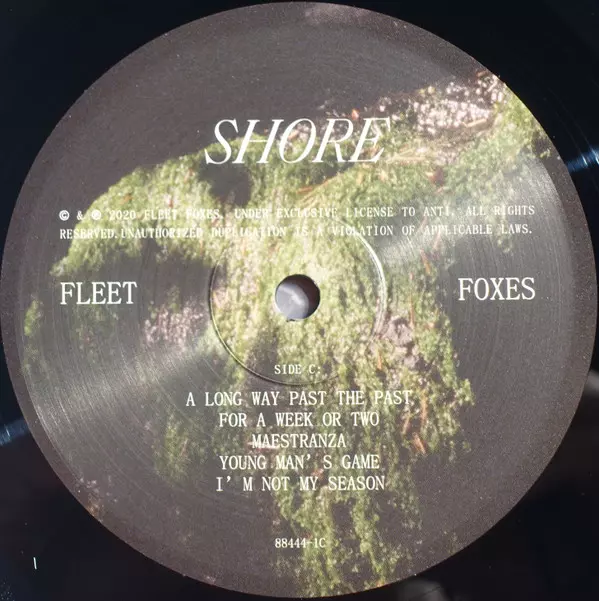 SHORE
© & ℗ 2020 FLEET FOXES. UNDER EXCLUSIVE LICENSE TO ANTI. ALL RIGHTS
RESERVED. UNAUTHORIZED DUPLICATION IS A VIOLATION OF APPLICABLE LAWS.
FLEET FOXES
SIDE C:
A LONG WAY PAST THE PAST
FOR A WEEK OR TWO
MAESTRANZA
YOUNG MAN'S GAME
I'M NOT MY SEASON
88444-1C